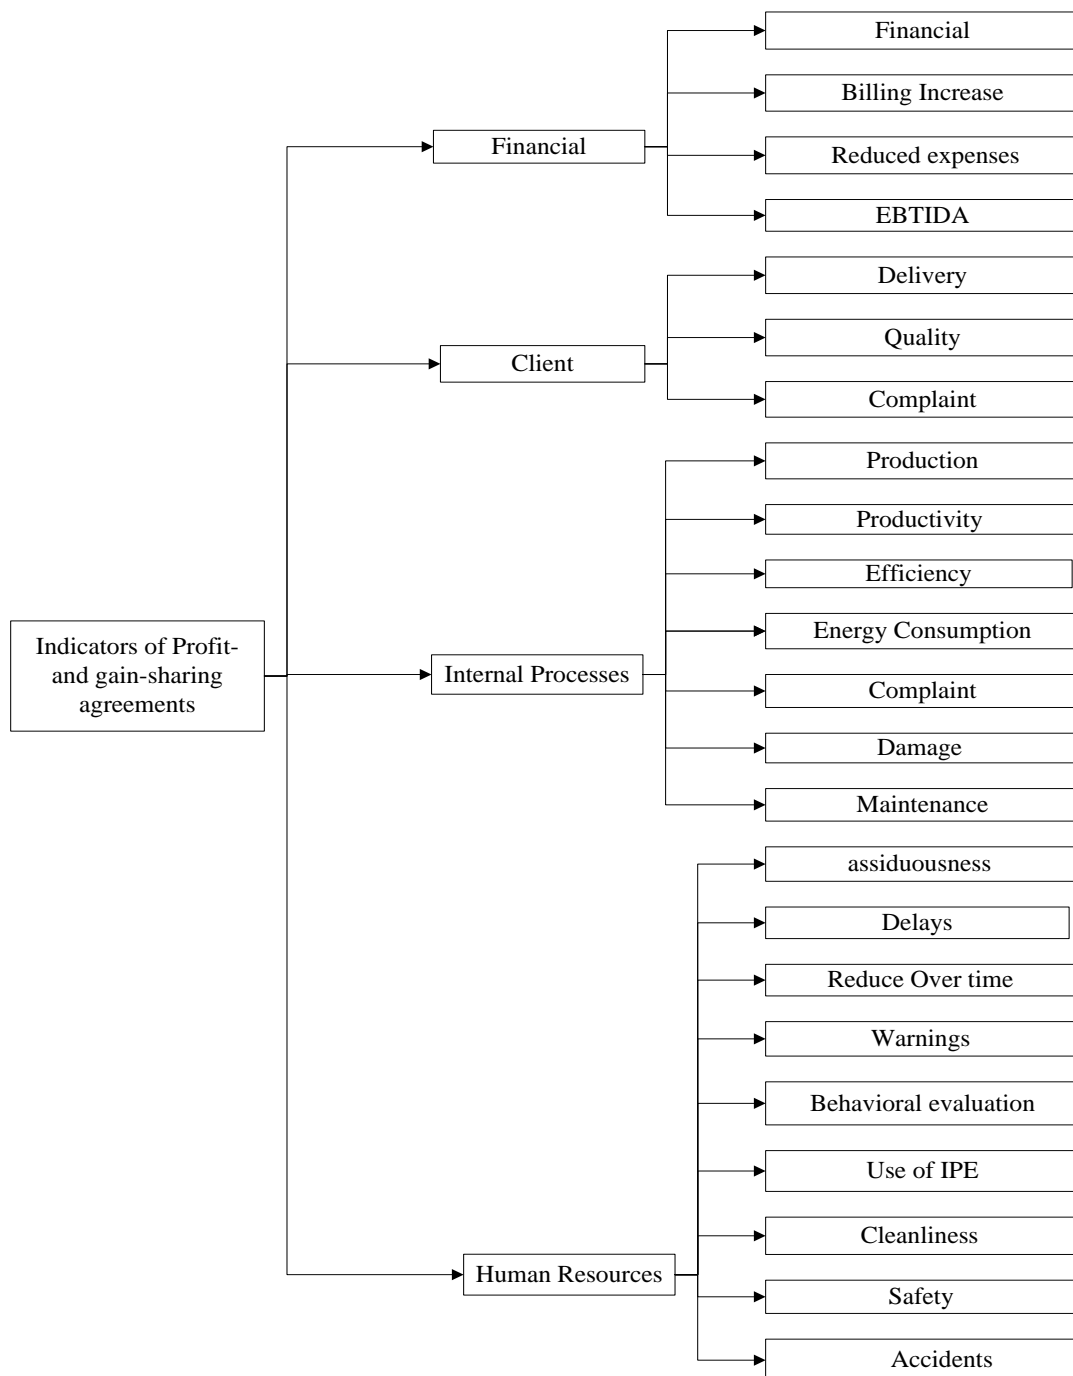 Indicators of Profit-
and gain-sharing
agreements
Financial
Financial
Billing Increase
Reduced expenses
EBTIDA
Client
Delivery
Quality
Complaint
Internal Processes
Production
Productivity
Efficiency
Energy Consumption
Complaint
Damage
Maintenance
Human Resources
assiduousness
Delays
Reduce Over time
Warnings
Behavioral evaluation
Use of IPE
Cleanliness
Safety
Accidents